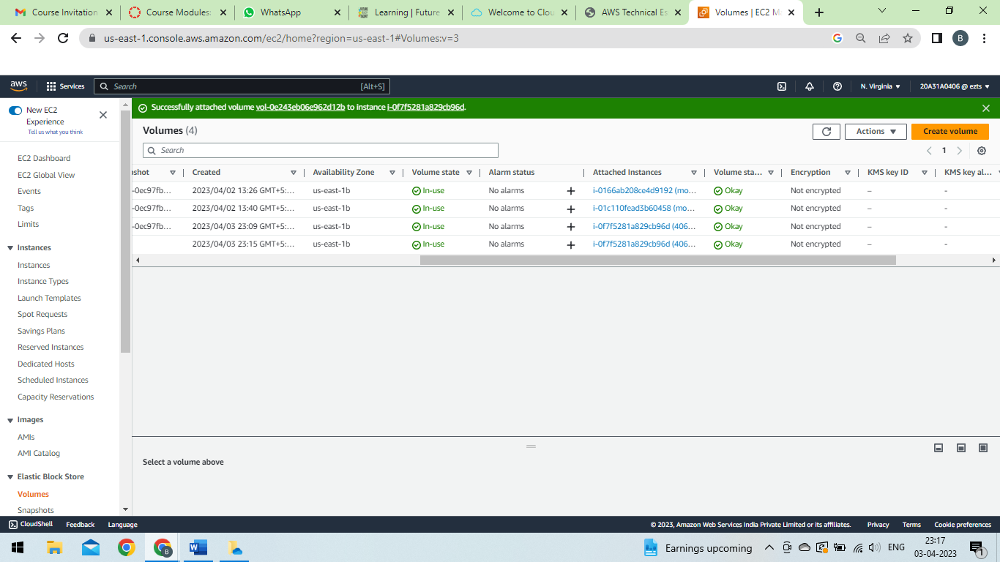 Course Invitation
Course Modules:
WhatsApp
Learning | Future
Welcome to Clou
AWS Technical Es
Volumes | EC2 M
us-east-1.console.aws.amazon.com/ec2/home?region=us-east-1#Volumes:v=3
B
aws
Services
Search
[Alt+S]
N. Virginia
20A31A0406 @ ezts
New EC2
Experience
Tell us what you think
EC2 Dashboard
EC2 Global View
Events
Tags
Limits
Instances
Instances
Instance Types
Launch Templates
Spot Requests
Savings Plans
Reserved Instances
Dedicated Hosts
Scheduled Instances
Capacity Reservations
Images
AMIs
AMI Catalog
Elastic Block Store
Volumes
Snapshots
Successfully attached volume vol-0e243eb06e962d12b to instance i-0f7f5281a829cb96d.
Volumes (4)
Actions
Create volume
Search
1
pshot Created Availability Zone Volume state Alarm status Attached Instances Volume sta... Encryption KMS key ID KMS key al...
-0ec97fb... 2023/04/02 13:26 GMT+5:... us-east-1b In-use No alarms + i-0166ab208ce4d9192 (mo... Okay Not encrypted – -
-0ec97fb... 2023/04/02 13:40 GMT+5:... us-east-1b In-use No alarms + i-01c110fead3b60458 (mo... Okay Not encrypted – -
-0ec97fb... 2023/04/03 23:09 GMT+5:... us-east-1b In-use No alarms + i-0f7f5281a829cb96d (406... Okay Not encrypted – -
2023/04/03 23:15 GMT+5:... us-east-1b In-use No alarms + i-0f7f5281a829cb96d (406... Okay Not encrypted – -
Select a volume above
CloudShell Feedback Language © 2023, Amazon Web Services India Private Limited or its affiliates. Privacy Terms Cookie preferences
Earnings upcoming
ENG
23:17
03-04-2023
1